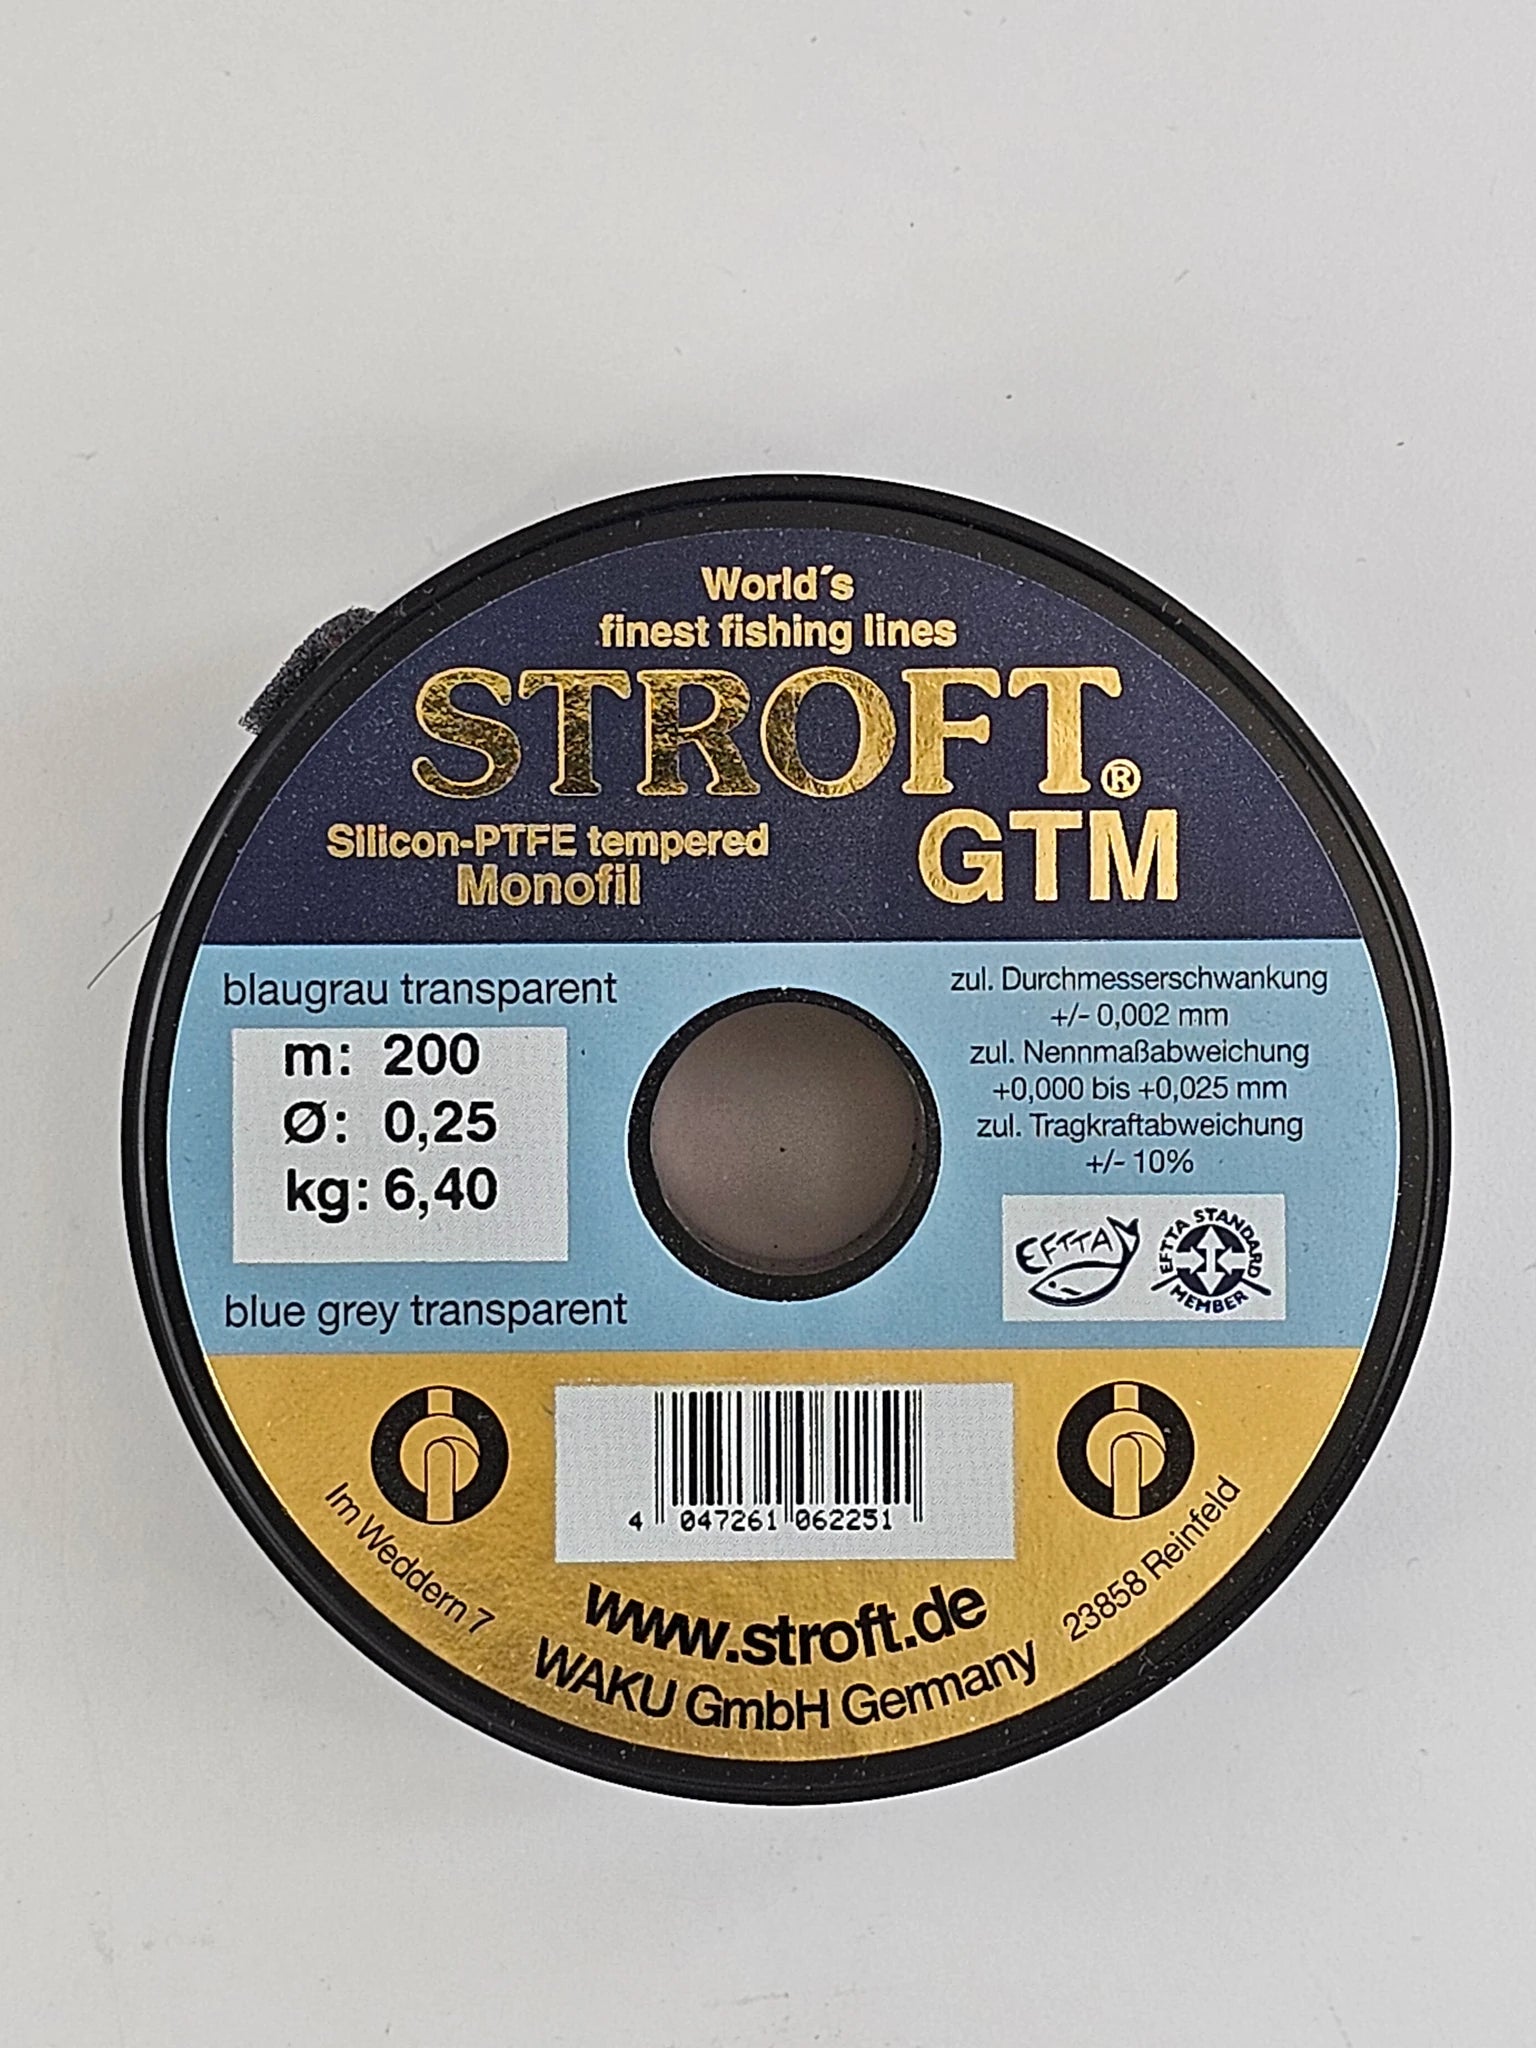 World´s
finest fishing lines
STROFT®
GTM
Silicon-PTFE tempered
Monofil
blaugrau transparent
m: 200
Ø: 0,25
kg: 6,40
blue grey transparent
zul. Durchmesserschwankung
+/- 0,002 mm
zul. Nennmaßabweichung
+0,000 bis +0,025 mm
zul. Tragkraftabweichung
+/- 10%
EFTTA
EFTTA STANDARD
MEMBER
4 047261 062251
Im Weddern 7
23858 Reinfeld
www.stroft.de
WAKU GmbH Germany